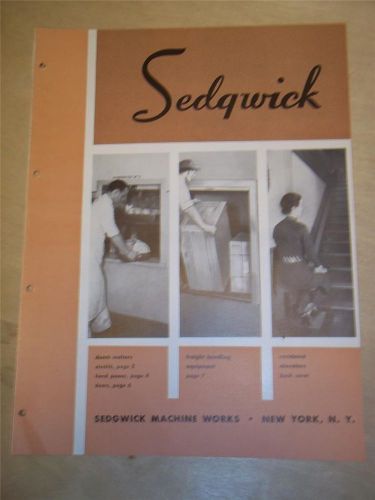 Sedgwick
dumb waiters
electric, page 2
hand power, page 4
doors, page 6
freight handling
equipment
page 7
residence
elevators
back cover
SEDGWICK MACHINE WORKS • NEW YORK, N. Y.